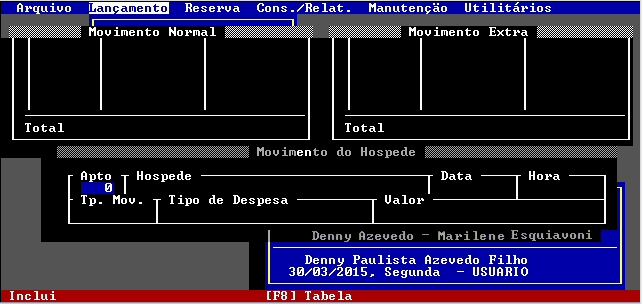 Arquivo Lançamento Reserva Cons./Relat. Manutenção Utilitários
Movimento Normal
Movimento Extra
Total
Total
Movimento do Hospede
Apto Hospede Data Hora
0
Tp. Mov. Tipo de Despesa Valor
Denny Azevedo - Marilene Esquiavoni
Denny Paulista Azevedo Filho
30/03/2015, Segunda - USUARIO
Inclui [F8] Tabela